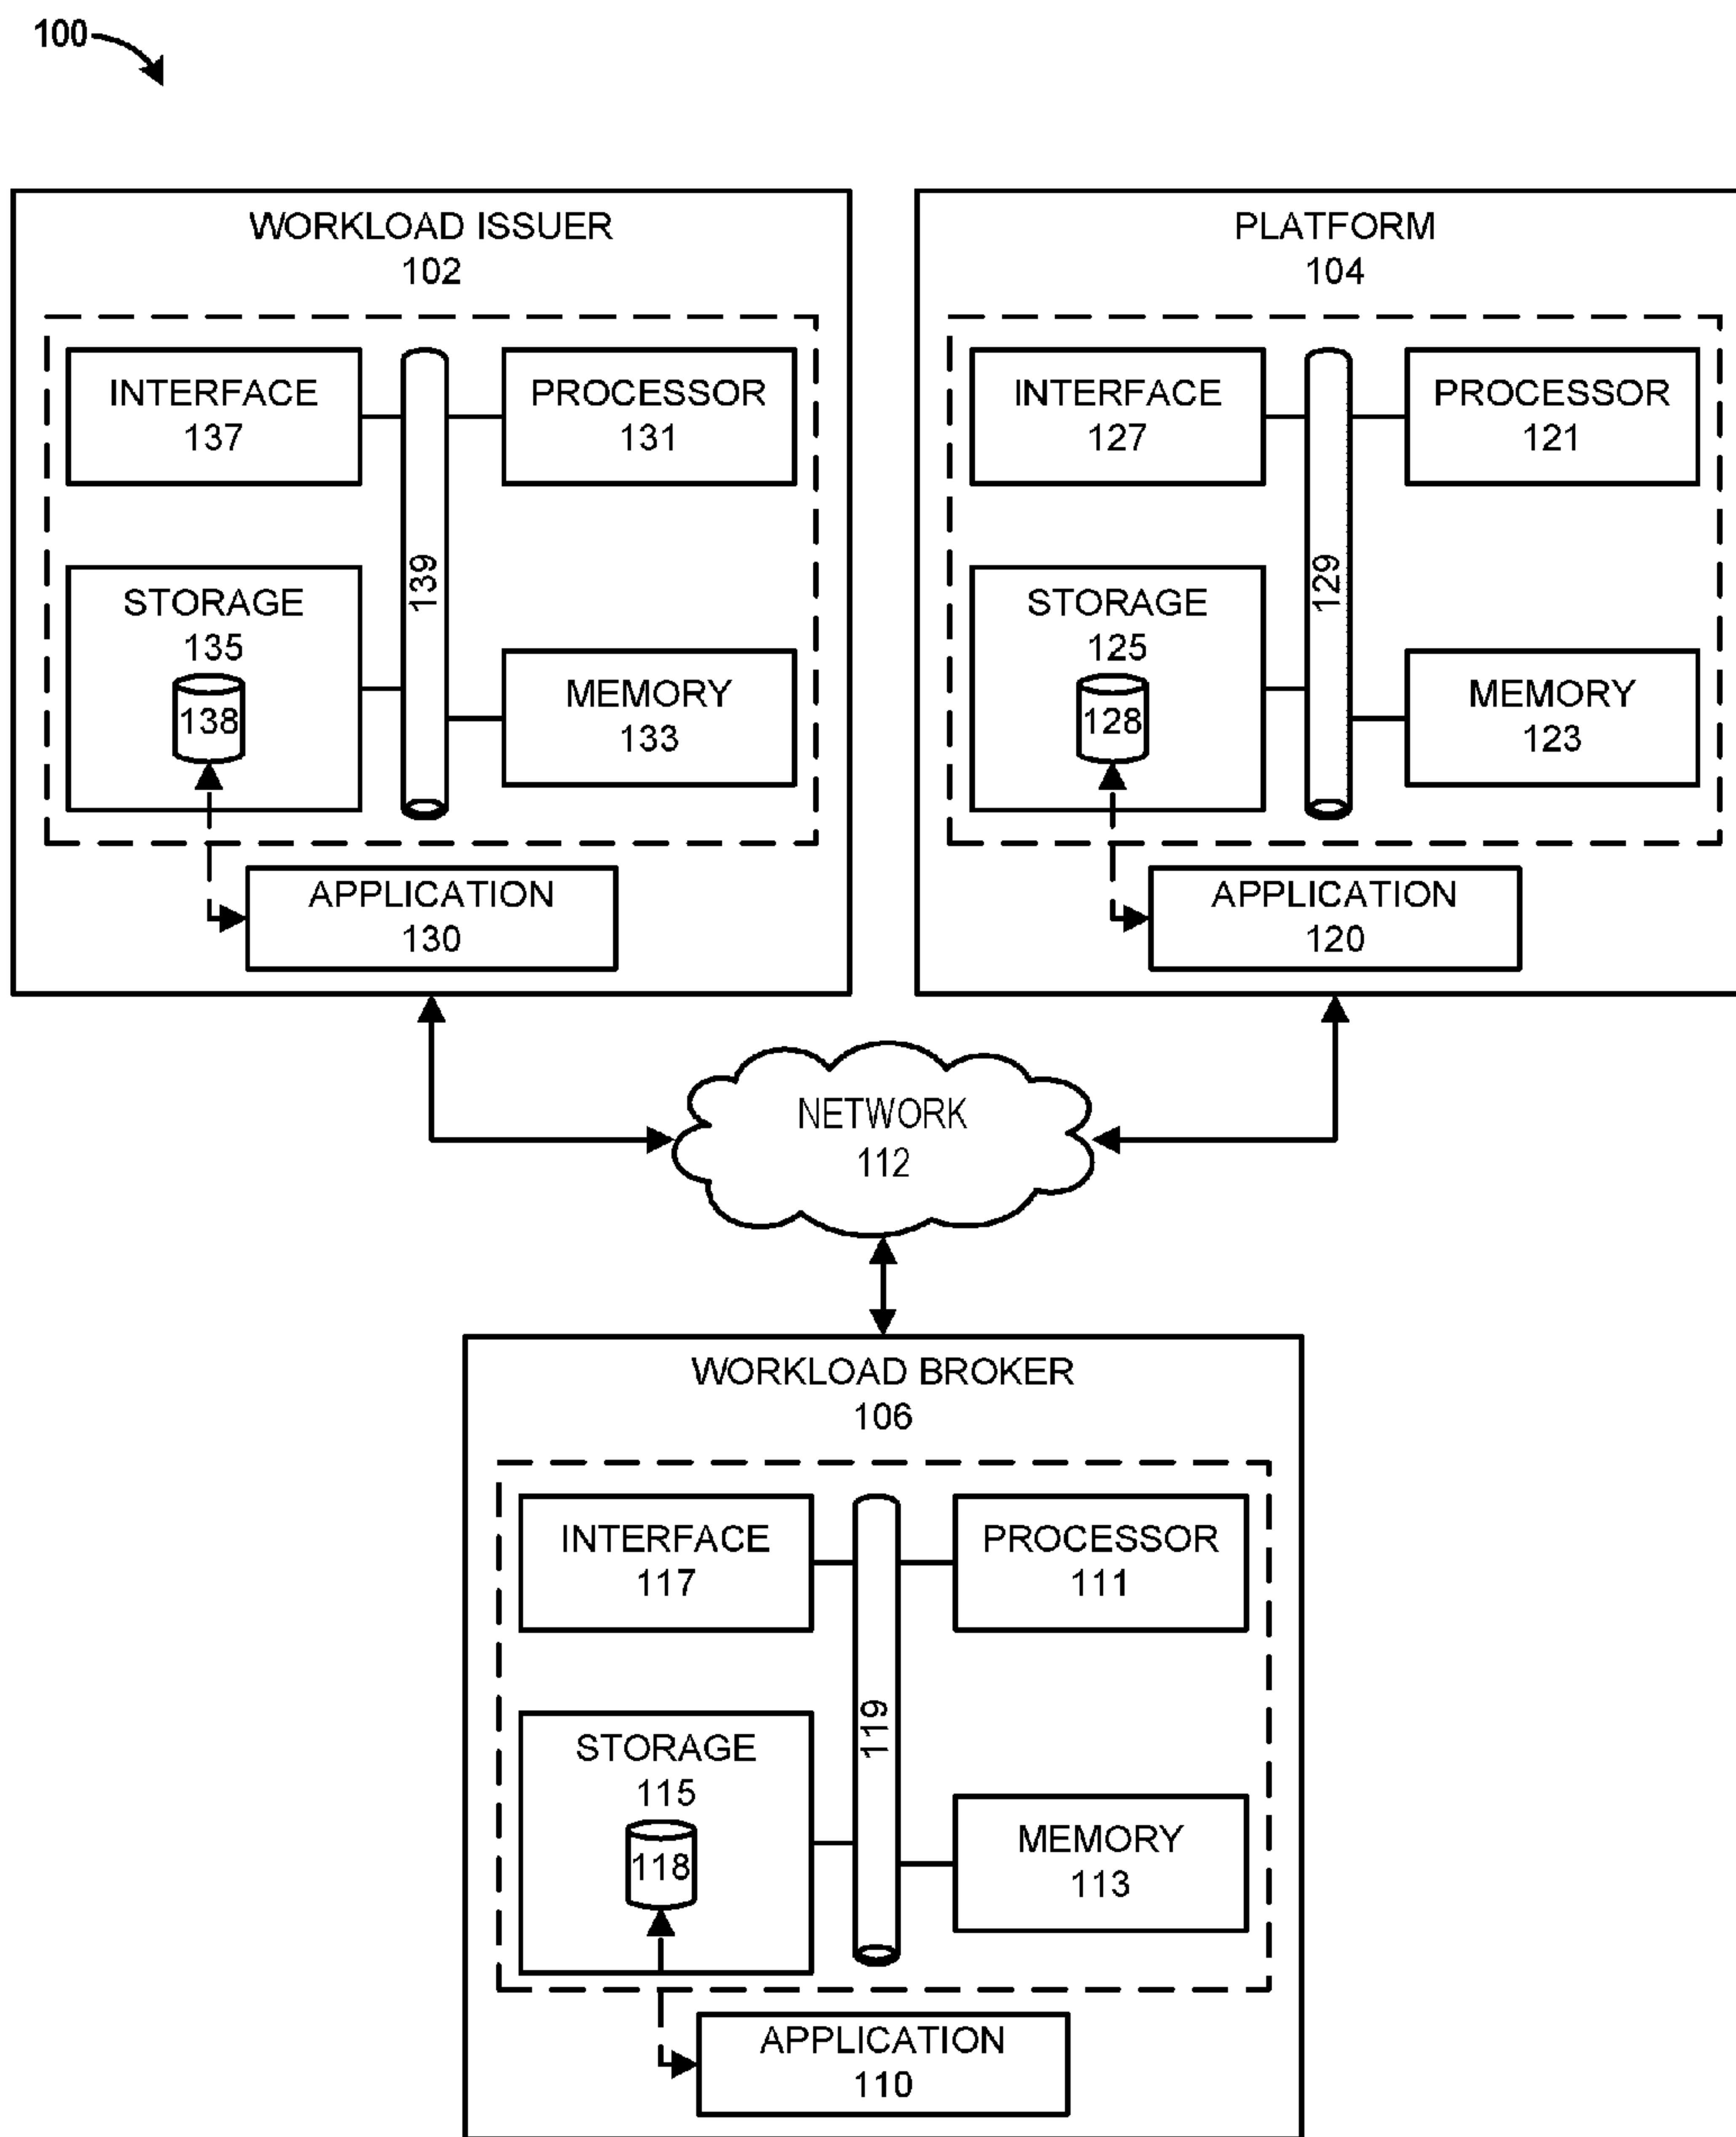 100
WORKLOAD ISSUER
102
INTERFACE
137
PROCESSOR
131
139
STORAGE
135
138
MEMORY
133
APPLICATION
130
PLATFORM
104
INTERFACE
127
PROCESSOR
121
129
STORAGE
125
128
MEMORY
123
APPLICATION
120
NETWORK
112
WORKLOAD BROKER
106
INTERFACE
117
PROCESSOR
111
119
STORAGE
115
118
MEMORY
113
APPLICATION
110